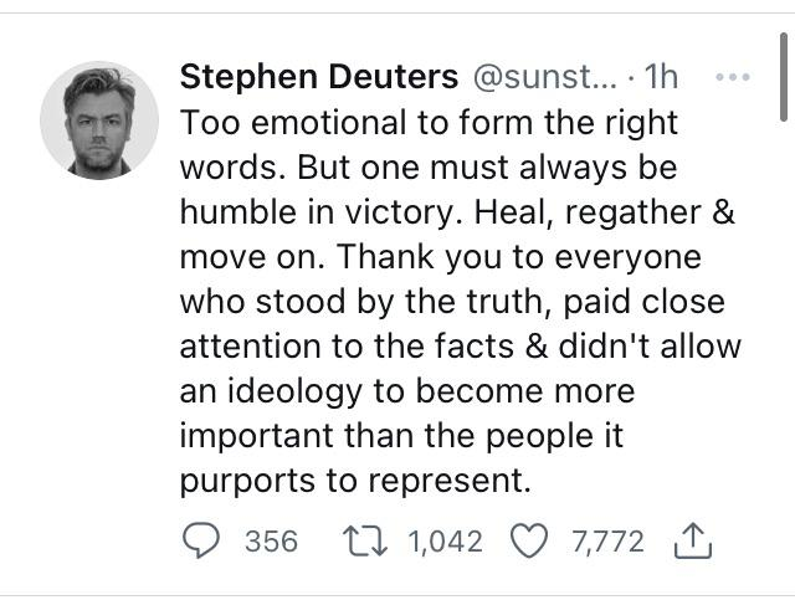 Stephen Deuters @sunst... · 1h
Too emotional to form the right
words. But one must always be
humble in victory. Heal, regather &
move on. Thank you to everyone
who stood by the truth, paid close
attention to the facts & didn't allow
an ideology to become more
important than the people it
purports to represent.
356 1,042 7,772